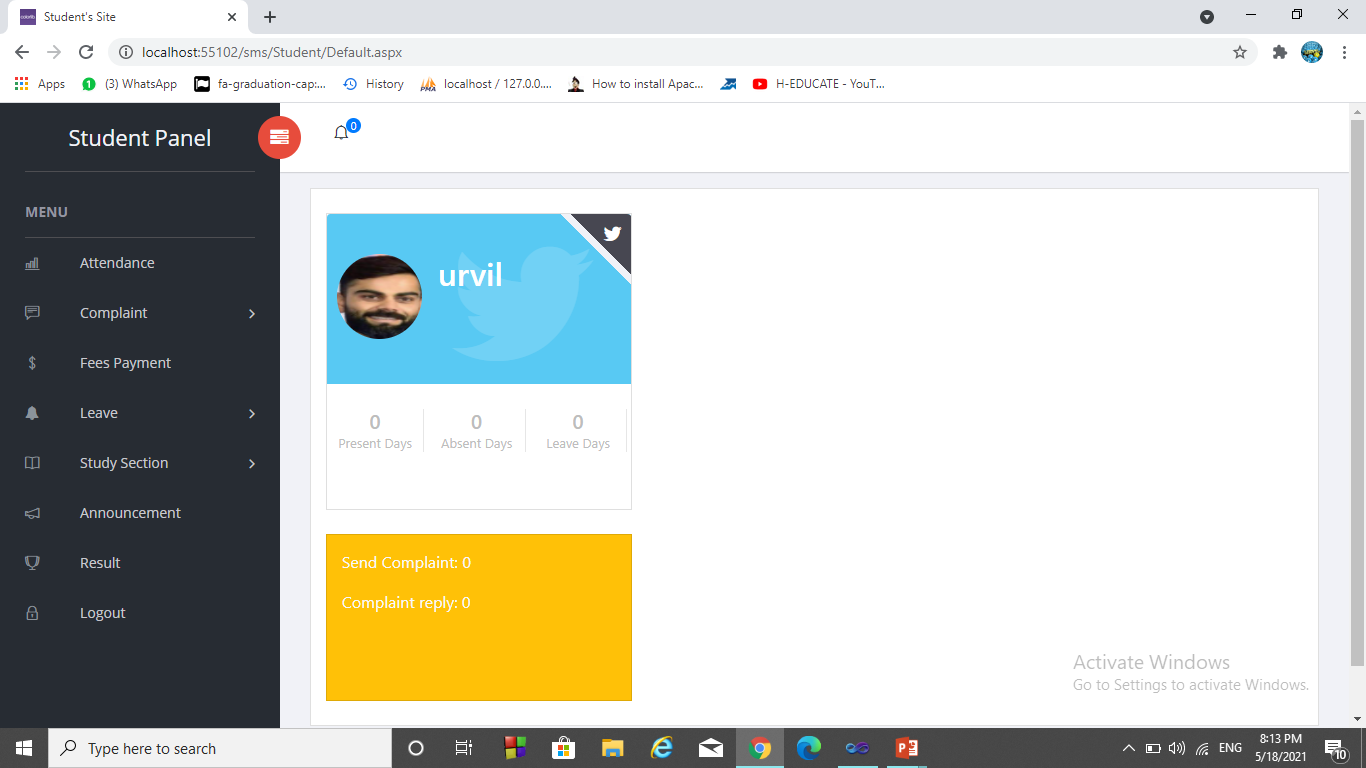 Student's Site
localhost:55102/sms/Student/Default.aspx
Apps
1
(3) WhatsApp
fa-graduation-cap:...
History
PMA
localhost / 127.0.0....
How to install Apac...
H-EDUCATE - YouT...
Student Panel
0
MENU
Attendance
Complaint
Fees Payment
Leave
Study Section
Announcement
Result
Logout
urvil
0 0 0
Present Days Absent Days Leave Days
Send Complaint: 0
Complaint reply: 0
Activate Windows
Go to Settings to activate Windows.
Type here to search
ENG
8:13 PM
5/18/2021
10